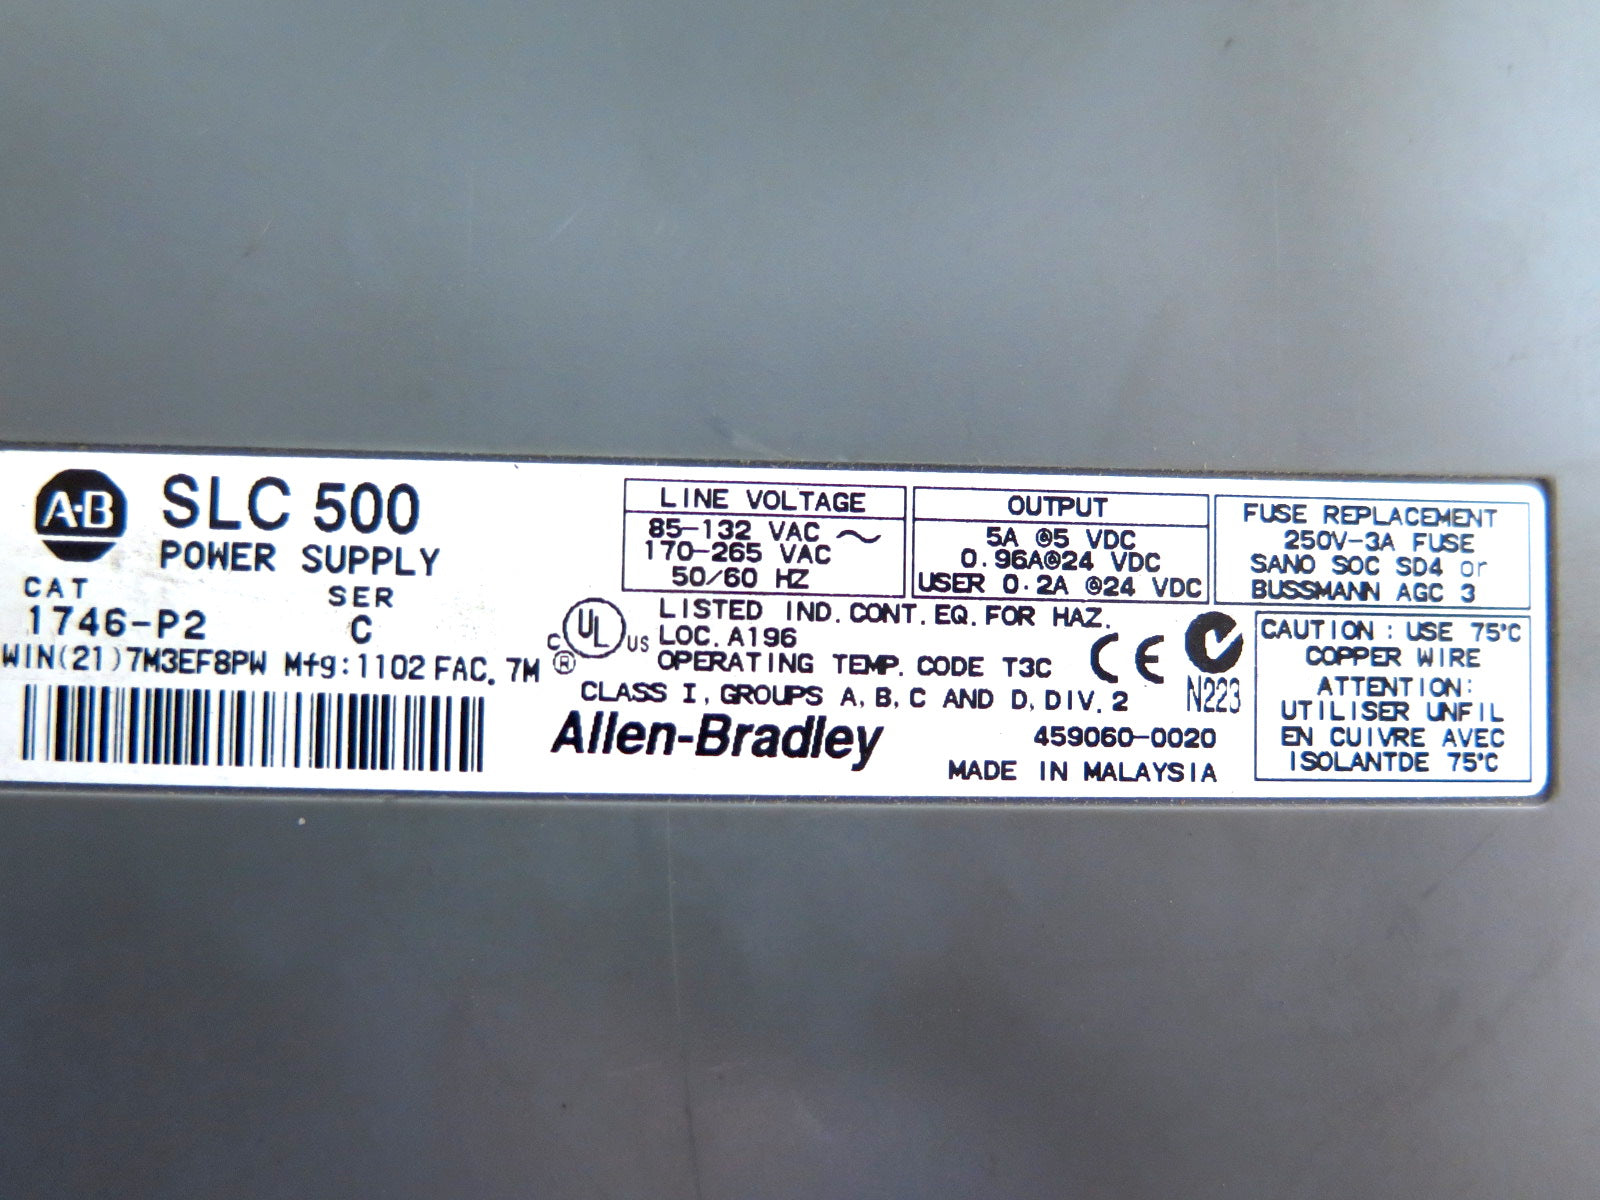 A-B
SLC 500
POWER SUPPLY
CAT SER
1746-P2 C
WIN(21)7M3EF8PW Mfg:1102 FAC. 7M
LINE VOLTAGE
85-132 VAC ~
170-265 VAC
50/60 HZ
OUTPUT
5A @5 VDC
0.96A@24 VDC
USER 0.2A @24 VDC
FUSE REPLACEMENT
250V-3A FUSE
SANO SOC SD4 or
BUSSMANN AGC 3
C UL US
®
LISTED IND.CONT.EQ.FOR HAZ.
LOC.A196
OPERATING TEMP. CODE T3C
CLASS I, GROUPS A, B, C AND D, DIV. 2
CE
N223
Allen-Bradley
459060-0020
MADE IN MALAYSIA
CAUTION : USE 75°C
COPPER WIRE
ATTENTION:
UTILISER UNFIL
EN CUIVRE AVEC
ISOLANTDE 75°C